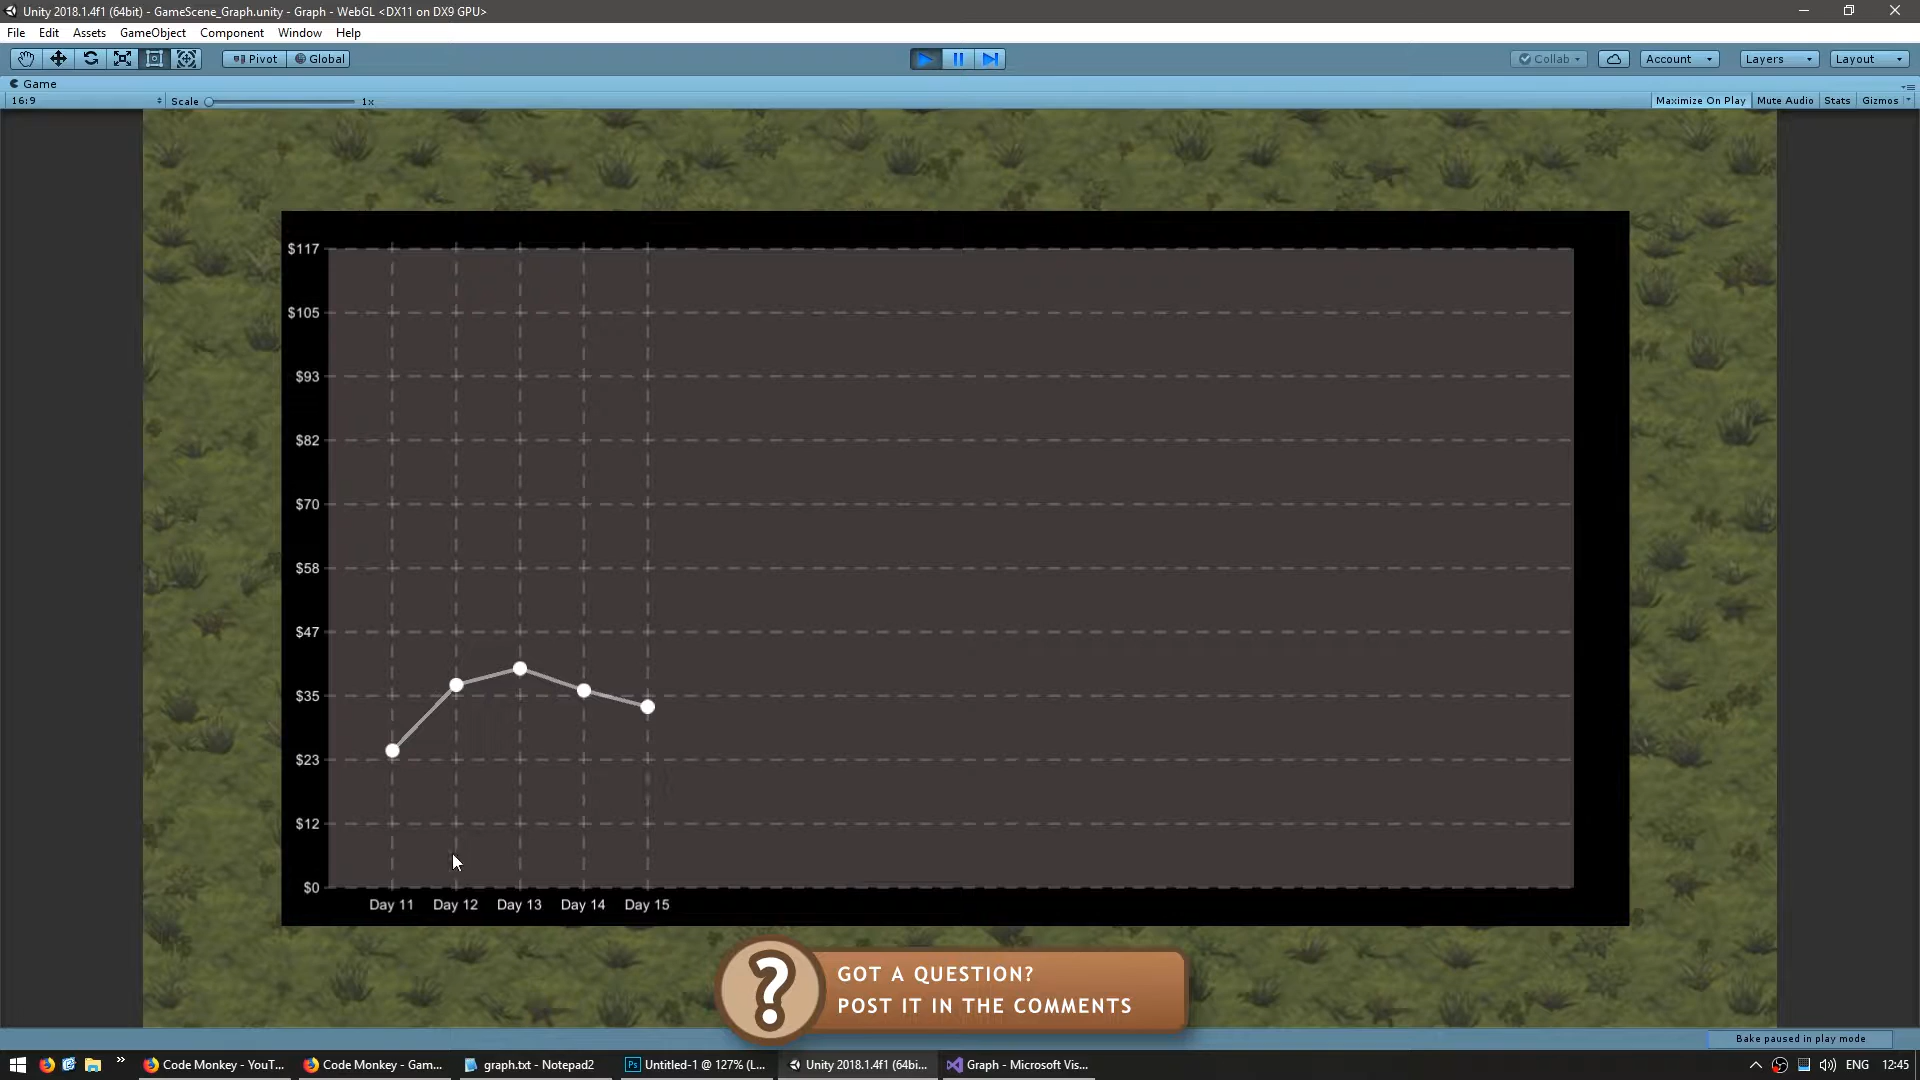 Unity 2018.1.4f1 (64bit) - GameScene_Graph.unity - Graph - WebGL <DX11 on DX9 GPU>
File Edit Assets GameObject Component Window Help
Pivot Global Collab Account Layers Layout
Game
16:9 Scale 1x Maximize On Play Mute Audio Stats Gizmos
$117
$105
$93
$82
$70
$58
$47
$35
$23
$12
$0
Day 11 Day 12 Day 13 Day 14 Day 15
GOT A QUESTION?
POST IT IN THE COMMENTS
Bake paused in play mode
Code Monkey - YouT... Code Monkey - Gam... graph.txt - Notepad2 Ps Untitled-1 @ 127% (L... Unity 2018.1.4f1 (64bi... Graph - Microsoft Vis... ENG 12:45